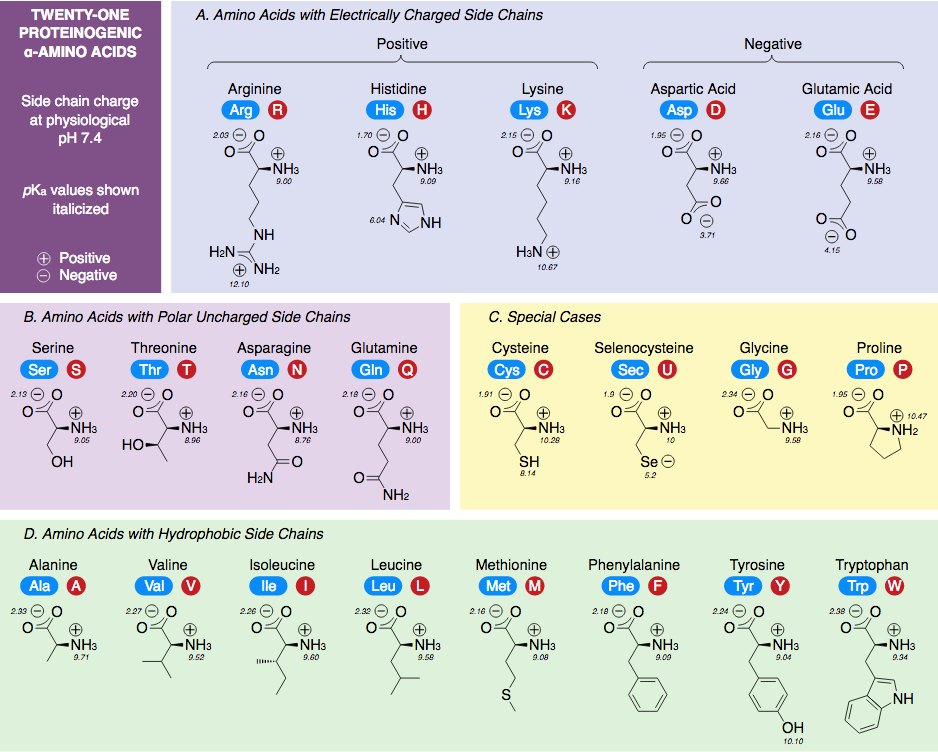 TWENTY-ONE
PROTEINOGENIC
α-AMINO ACIDS
Side chain charge
at physiological
pH 7.4
pKa values shown
italicized
⊕ Positive
⊖ Negative
A. Amino Acids with Electrically Charged Side Chains
Positive
Negative
Arginine
Arg R
2.03 ⊖ O
O ⊕
NH3
9.00
NH
H2N
⊕ NH2
12.10
Histidine
His H
1.70 ⊖ O
O ⊕
NH3
9.09
6.04 N NH
Lysine
Lys K
2.15 ⊖ O
O ⊕
NH3
9.16
H3N ⊕
10.67
Aspartic Acid
Asp D
1.95 ⊖ O
O ⊕
NH3
9.66
O
O ⊖
3.71
Glutamic Acid
Glu E
2.16 ⊖ O
O ⊕
NH3
9.58
O
⊖ O
4.15
B. Amino Acids with Polar Uncharged Side Chains
Serine
Ser S
2.13 ⊖ O
O ⊕
NH3
9.05
OH
Threonine
Thr T
2.20 ⊖ O
O ⊕
NH3
8.96
HO
Asparagine
Asn N
2.16 ⊖ O
O ⊕
NH3
8.76
O
H2N
Glutamine
Gln Q
2.18 ⊖ O
O ⊕
NH3
9.00
O
NH2
C. Special Cases
Cysteine
Cys C
1.91 ⊖ O
O ⊕
NH3
10.28
SH
8.14
Selenocysteine
Sec U
1.9 ⊖ O
O ⊕
NH3
10
Se ⊖
5.2
Glycine
Gly G
2.34 ⊖ O
O ⊕
NH3
9.58
Proline
Pro P
1.95 ⊖ O
O ⊕ 10.47
NH2
D. Amino Acids with Hydrophobic Side Chains
Alanine
Ala A
2.33 ⊖ O
O ⊕
NH3
9.71
Valine
Val V
2.27 ⊖ O
O ⊕
NH3
9.52
Isoleucine
Ile I
2.26 ⊖ O
O ⊕
NH3
9.60
Leucine
Leu L
2.32 ⊖ O
O ⊕
NH3
9.58
Methionine
Met M
2.16 ⊖ O
O ⊕
NH3
9.08
S
Phenylalanine
Phe F
2.18 ⊖ O
O ⊕
NH3
9.09
Tyrosine
Tyr Y
2.24 ⊖ O
O ⊕
NH3
9.04
OH
10.10
Tryptophan
Trp W
2.38 ⊖ O
O ⊕
NH3
9.34
NH